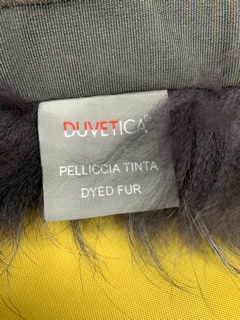 DUVETICA®
PELLICCIA TINTA
DYED FUR